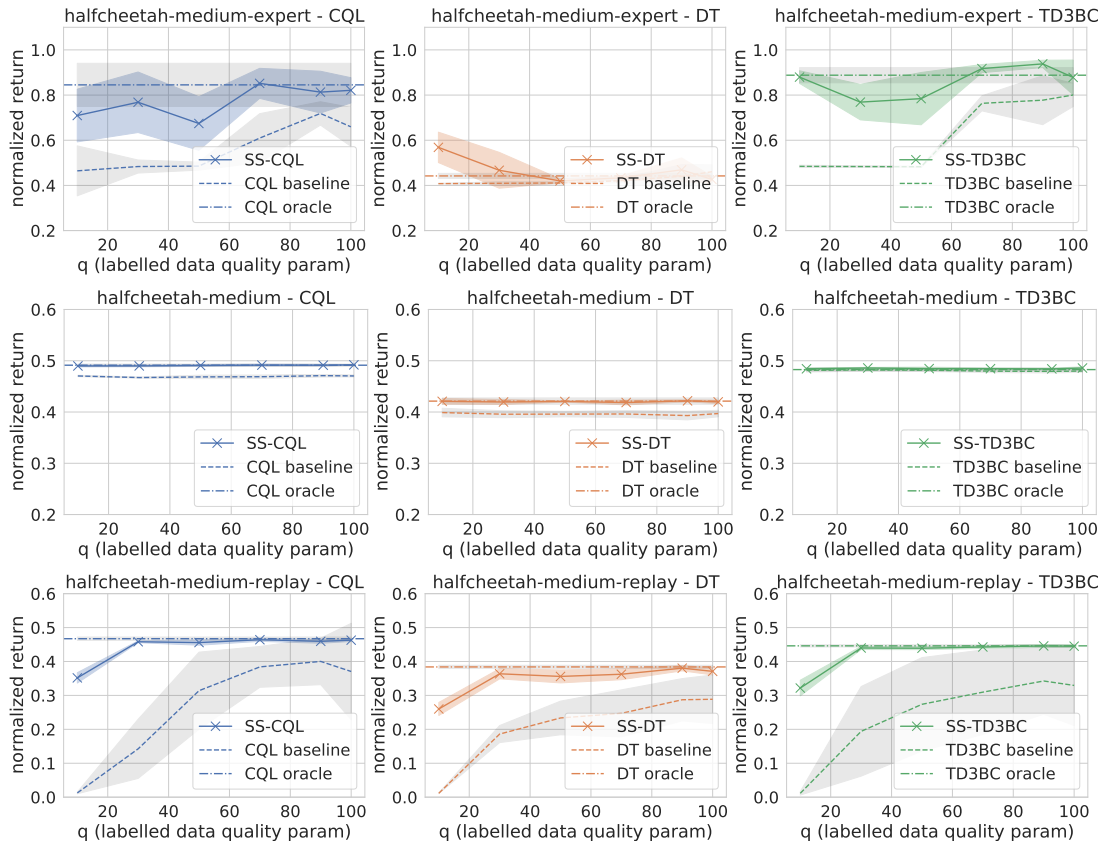 halfcheetah-medium-expert - CQL
normalized return
1.0
0.8
0.6
0.4
0.2
SS-CQL
CQL baseline
CQL oracle
20 40 60 80 100
q (labelled data quality param)
halfcheetah-medium-expert - DT
normalized return
1.0
0.8
0.6
0.4
0.2
SS-DT
DT baseline
DT oracle
20 40 60 80 100
q (labelled data quality param)
halfcheetah-medium-expert - TD3BC
normalized return
1.0
0.8
0.6
0.4
0.2
SS-TD3BC
TD3BC baseline
TD3BC oracle
20 40 60 80 100
q (labelled data quality param)
halfcheetah-medium - CQL
normalized return
0.6
0.5
0.4
0.3
0.2
SS-CQL
CQL baseline
CQL oracle
20 40 60 80 100
q (labelled data quality param)
halfcheetah-medium - DT
normalized return
0.6
0.5
0.4
0.3
0.2
SS-DT
DT baseline
DT oracle
20 40 60 80 100
q (labelled data quality param)
halfcheetah-medium - TD3BC
normalized return
0.6
0.5
0.4
0.3
0.2
SS-TD3BC
TD3BC baseline
TD3BC oracle
20 40 60 80 100
q (labelled data quality param)
halfcheetah-medium-replay - CQL
normalized return
0.6
0.5
0.4
0.3
0.2
0.1
0.0
SS-CQL
CQL baseline
CQL oracle
20 40 60 80 100
q (labelled data quality param)
halfcheetah-medium-replay - DT
normalized return
0.6
0.5
0.4
0.3
0.2
0.1
0.0
SS-DT
DT baseline
DT oracle
20 40 60 80 100
q (labelled data quality param)
halfcheetah-medium-replay - TD3BC
normalized return
0.6
0.5
0.4
0.3
0.2
0.1
0.0
SS-TD3BC
TD3BC baseline
TD3BC oracle
20 40 60 80 100
q (labelled data quality param)